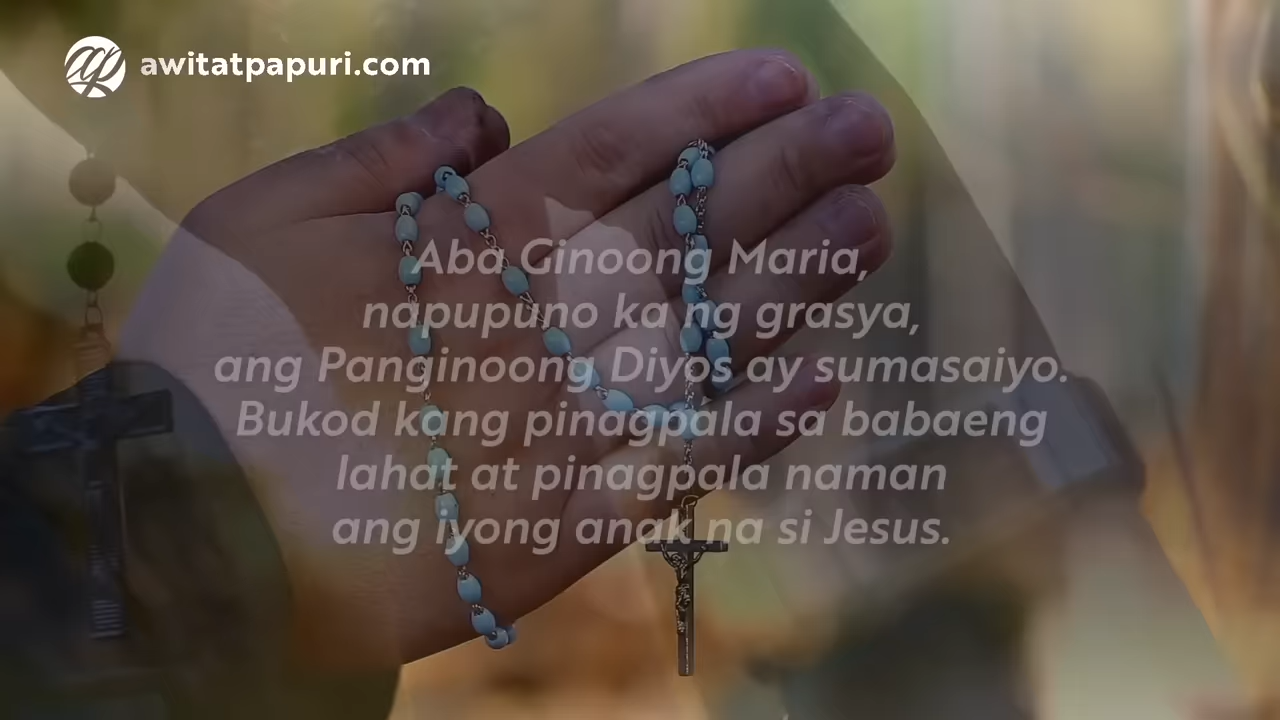 awitatpapuri.com
Aba Ginoong Maria,
napupuno ka ng grasya,
ang Panginoong Diyos ay sumasaiyo.
Bukod kang pinagpala sa babaeng
lahat at pinagpala naman
ang iyong anak na si Jesus.